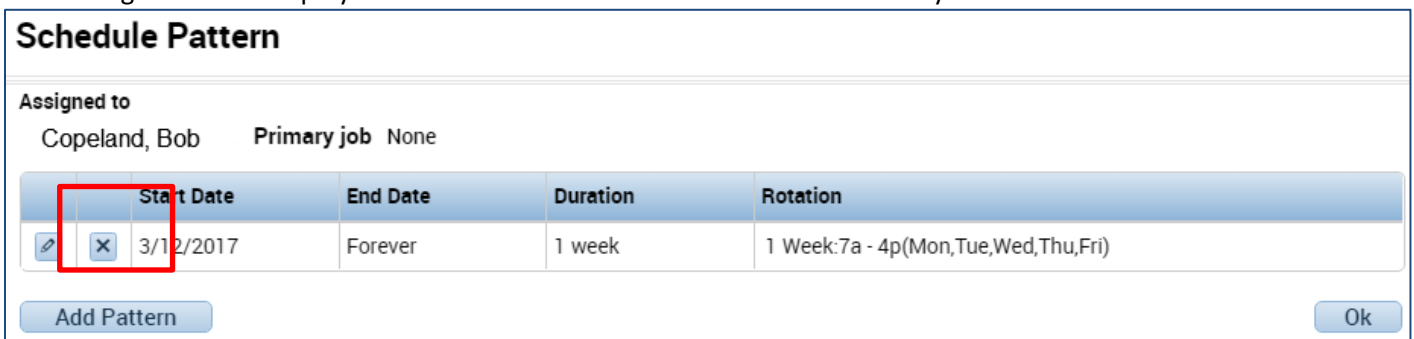 Schedule Pattern
Assigned to
Copeland, Bob Primary job None
Start Date End Date Duration Rotation
3/12/2017 Forever 1 week 1 Week:7a - 4p(Mon,Tue,Wed,Thu,Fri)
Add Pattern Ok